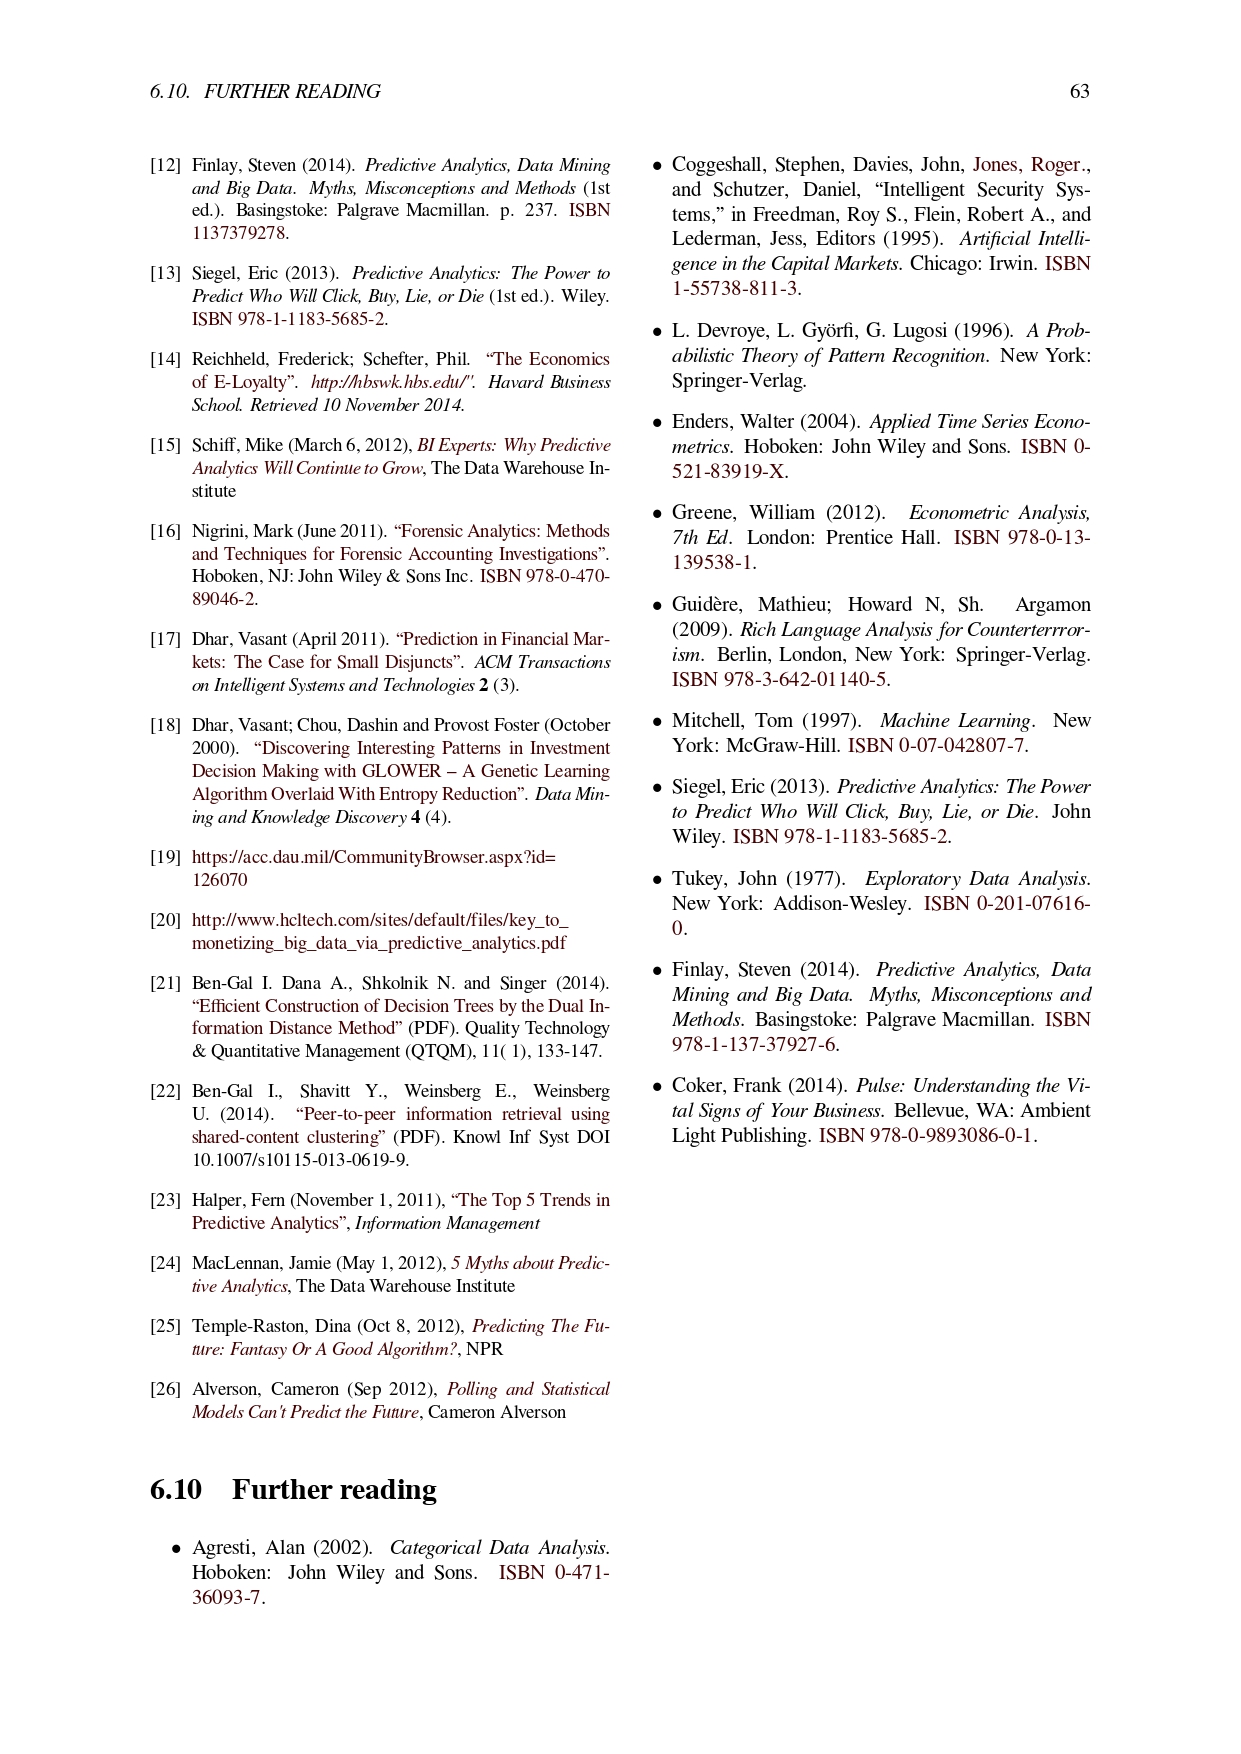 6.10. FURTHER READING
63
[12] Finlay, Steven (2014). Predictive Analytics, Data Mining
and Big Data. Myths, Misconceptions and Methods (1st
ed.). Basingstoke: Palgrave Macmillan. p. 237. ISBN
1137379278.
[13] Siegel, Eric (2013). Predictive Analytics: The Power to
Predict Who Will Click, Buy, Lie, or Die (1st ed.). Wiley.
ISBN 978-1-1183-5685-2.
[14] Reichheld, Frederick; Schefter, Phil. “The Economics
of E-Loyalty”. http://hbswk.hbs.edu/". Havard Business
School. Retrieved 10 November 2014.
[15] Schiff, Mike (March 6, 2012), BI Experts: Why Predictive
Analytics Will Continue to Grow, The Data Warehouse In-
stitute
[16] Nigrini, Mark (June 2011). “Forensic Analytics: Methods
and Techniques for Forensic Accounting Investigations”.
Hoboken, NJ: John Wiley & Sons Inc. ISBN 978-0-470-
89046-2.
[17] Dhar, Vasant (April 2011). “Prediction in Financial Mar-
kets: The Case for Small Disjuncts”. ACM Transactions
on Intelligent Systems and Technologies 2 (3).
[18] Dhar, Vasant; Chou, Dashin and Provost Foster (October
2000). “Discovering Interesting Patterns in Investment
Decision Making with GLOWER – A Genetic Learning
Algorithm Overlaid With Entropy Reduction”. Data Min-
ing and Knowledge Discovery 4 (4).
[19] https://acc.dau.mil/CommunityBrowser.aspx?id=
126070
[20] http://www.hcltech.com/sites/default/files/key_to_
monetizing_big_data_via_predictive_analytics.pdf
[21] Ben-Gal I. Dana A., Shkolnik N. and Singer (2014).
“Efficient Construction of Decision Trees by the Dual In-
formation Distance Method” (PDF). Quality Technology
& Quantitative Management (QTQM), 11( 1), 133-147.
[22] Ben-Gal I., Shavitt Y., Weinsberg E., Weinsberg
U. (2014). “Peer-to-peer information retrieval using
shared-content clustering” (PDF). Knowl Inf Syst DOI
10.1007/s10115-013-0619-9.
[23] Halper, Fern (November 1, 2011), “The Top 5 Trends in
Predictive Analytics”, Information Management
[24] MacLennan, Jamie (May 1, 2012), 5 Myths about Predic-
tive Analytics, The Data Warehouse Institute
[25] Temple-Raston, Dina (Oct 8, 2012), Predicting The Fu-
ture: Fantasy Or A Good Algorithm?, NPR
[26] Alverson, Cameron (Sep 2012), Polling and Statistical
Models Can't Predict the Future, Cameron Alverson
6.10 Further reading
• Agresti, Alan (2002). Categorical Data Analysis.
Hoboken: John Wiley and Sons. ISBN 0-471-
36093-7.
• Coggeshall, Stephen, Davies, John, Jones, Roger.,
and Schutzer, Daniel, “Intelligent Security Sys-
tems,” in Freedman, Roy S., Flein, Robert A., and
Lederman, Jess, Editors (1995). Artificial Intelli-
gence in the Capital Markets. Chicago: Irwin. ISBN
1-55738-811-3.
• L. Devroye, L. Györfi, G. Lugosi (1996). A Prob-
abilistic Theory of Pattern Recognition. New York:
Springer-Verlag.
• Enders, Walter (2004). Applied Time Series Econo-
metrics. Hoboken: John Wiley and Sons. ISBN 0-
521-83919-X.
• Greene, William (2012). Econometric Analysis,
7th Ed. London: Prentice Hall. ISBN 978-0-13-
139538-1.
• Guidère, Mathieu; Howard N, Sh. Argamon
(2009). Rich Language Analysis for Counterterrror-
ism. Berlin, London, New York: Springer-Verlag.
ISBN 978-3-642-01140-5.
• Mitchell, Tom (1997). Machine Learning. New
York: McGraw-Hill. ISBN 0-07-042807-7.
• Siegel, Eric (2013). Predictive Analytics: The Power
to Predict Who Will Click, Buy, Lie, or Die. John
Wiley. ISBN 978-1-1183-5685-2.
• Tukey, John (1977). Exploratory Data Analysis.
New York: Addison-Wesley. ISBN 0-201-07616-
0.
• Finlay, Steven (2014). Predictive Analytics, Data
Mining and Big Data. Myths, Misconceptions and
Methods. Basingstoke: Palgrave Macmillan. ISBN
978-1-137-37927-6.
• Coker, Frank (2014). Pulse: Understanding the Vi-
tal Signs of Your Business. Bellevue, WA: Ambient
Light Publishing. ISBN 978-0-9893086-0-1.